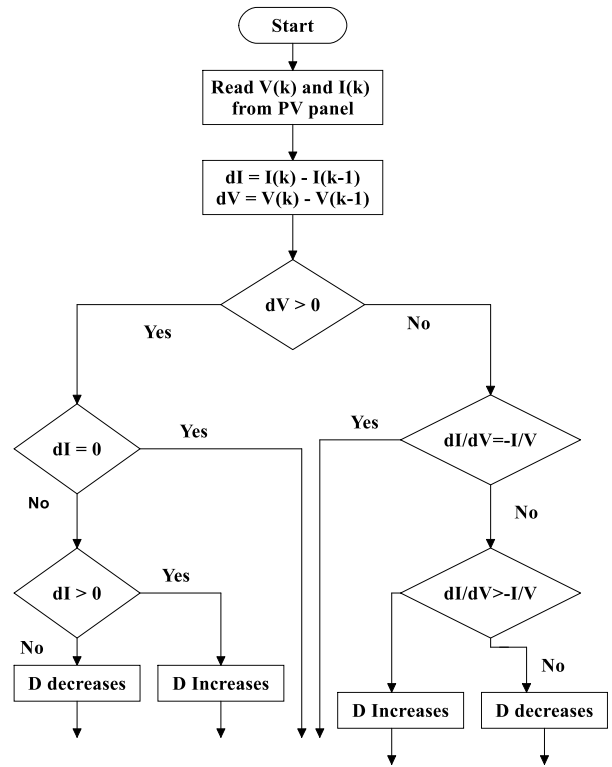 Start
Read V(k) and I(k)
from PV panel
dI = I(k) - I(k-1)
dV = V(k) - V(k-1)
dV > 0
Yes
No
dI = 0
Yes
Yes
dI/dV=-I/V
No
No
dI > 0
Yes
dI/dV>-I/V
No
No
D decreases
D Increases
D Increases
D decreases